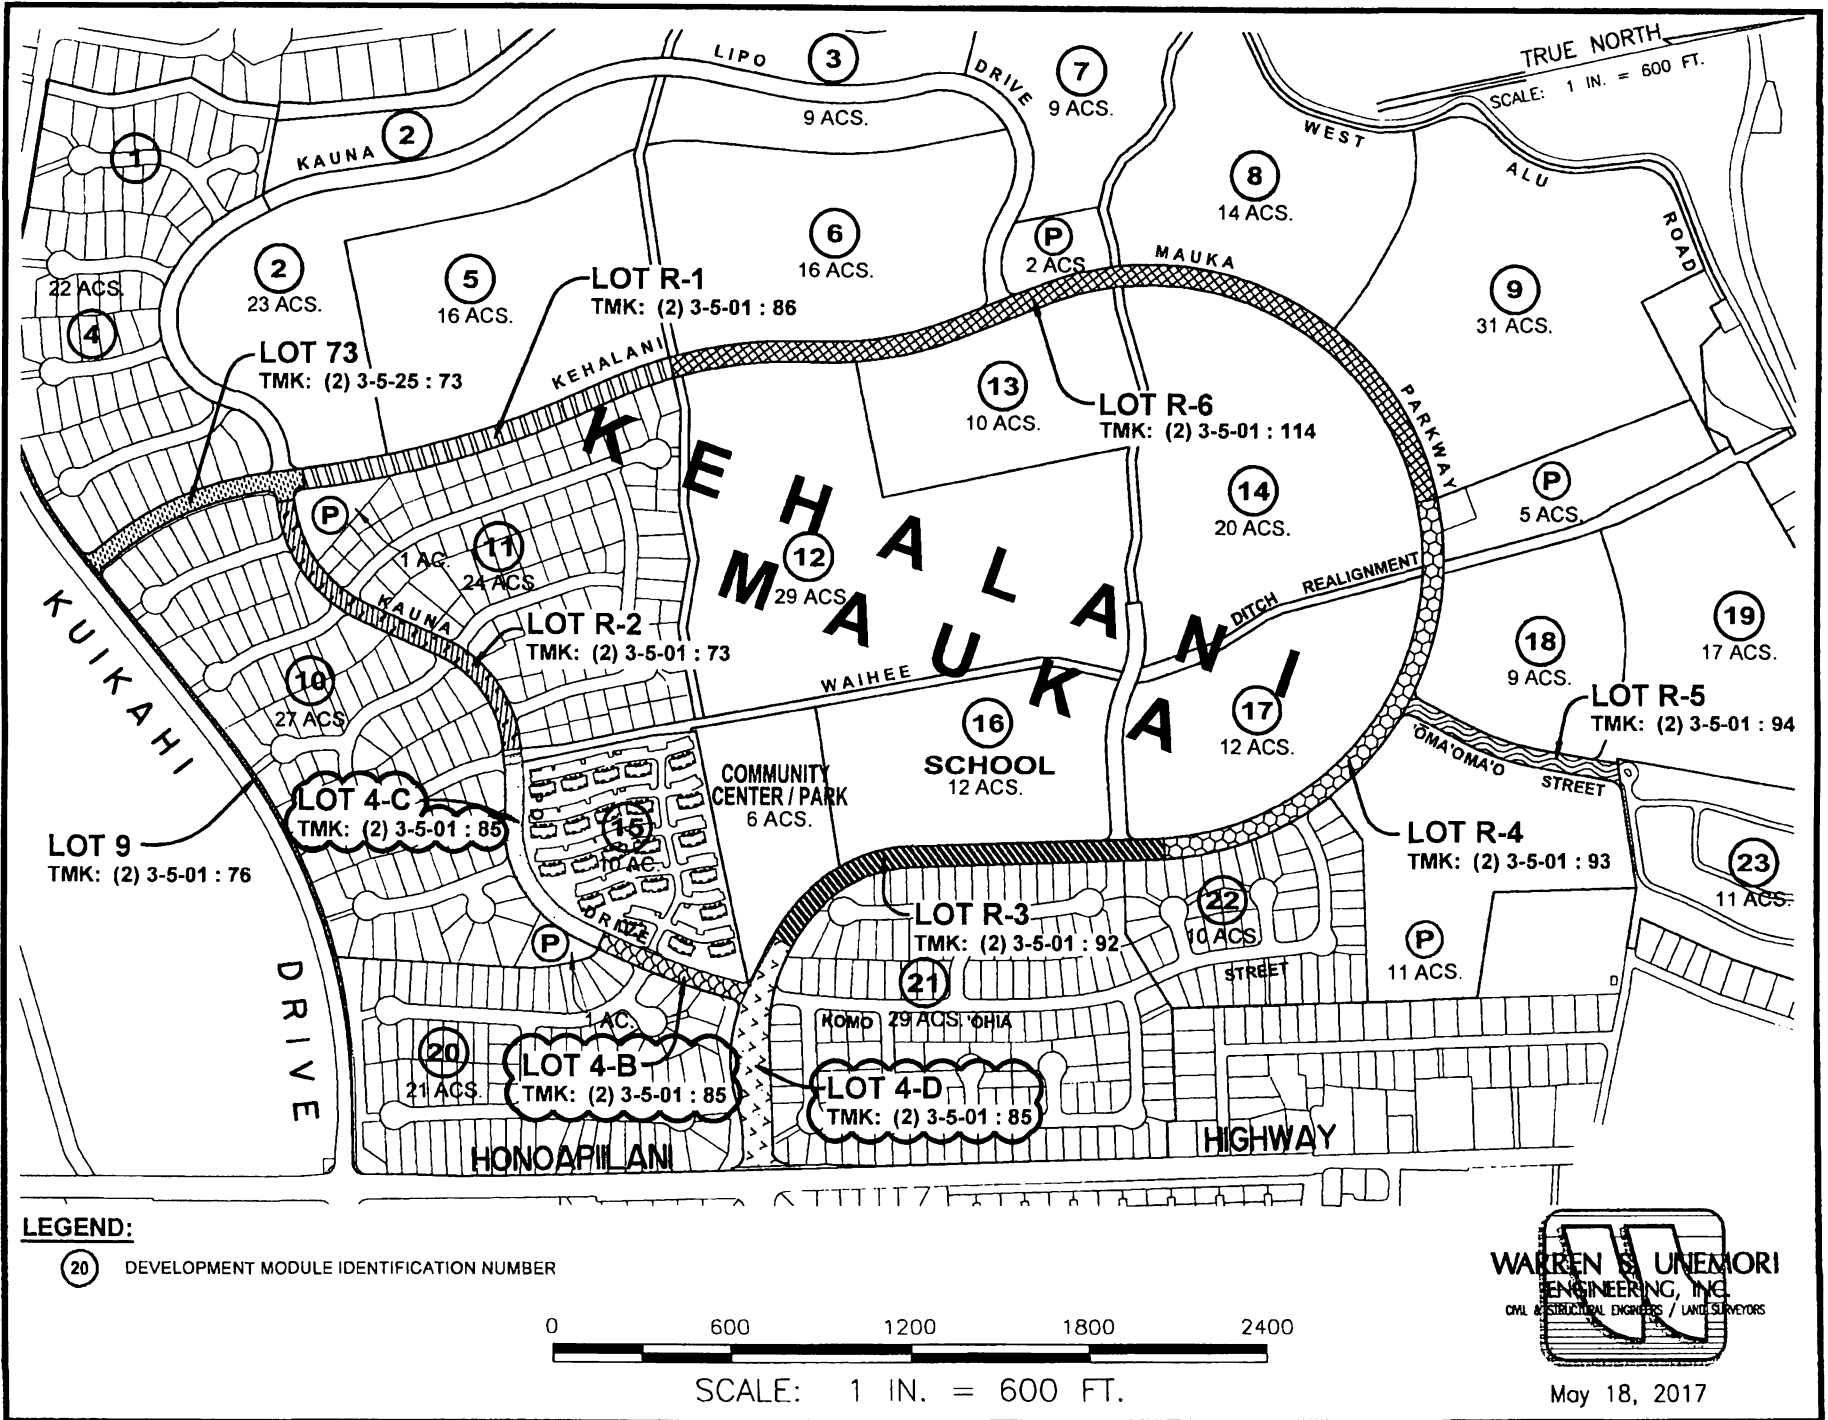 TRUE NORTH
SCALE: 1 IN. = 600 FT.
LIPO
DRIVE
KAUNA
3
9 ACS.
7
9 ACS.
2
1
WEST
ALU
ROAD
8
14 ACS.
P
2 ACS.
MAUKA
6
16 ACS.
2
23 ACS.
5
16 ACS.
22 ACS.
4
9
31 ACS.
LOT R-1
TMK: (2) 3-5-01 : 86
LOT 73
TMK: (2) 3-5-25 : 73
KEHALANI
13
10 ACS.
LOT R-6
TMK: (2) 3-5-01 : 114
PARKWAY
KEHALANI
MAUKA
P
1 AC.
11
24 ACS.
14
20 ACS.
P
5 ACS.
12
29 ACS.
KAUNA
LOT R-2
TMK: (2) 3-5-01 : 73
WAIHEE
DITCH
REALIGNMENT
KUIKAHI
DRIVE
10
27 ACS.
18
9 ACS.
19
17 ACS.
LOT R-5
TMK: (2) 3-5-01 : 94
'OMA'OMA'O
STREET
16
SCHOOL
12 ACS.
17
12 ACS.
COMMUNITY
CENTER / PARK
6 ACS.
LOT 4-C
TMK: (2) 3-5-01 : 85
15
10 AC.
LOT 9
TMK: (2) 3-5-01 : 76
LOT R-4
TMK: (2) 3-5-01 : 93
23
11 ACS.
DRIVE
P
1 AC.
LOT R-3
TMK: (2) 3-5-01 : 92
22
10 ACS.
STREET
P
11 ACS.
21
29 ACS.
KOMO
'OHIA
20
21 ACS.
LOT 4-B
TMK: (2) 3-5-01 : 85
LOT 4-D
TMK: (2) 3-5-01 : 85
HONOAPIILANI
HIGHWAY
LEGEND:
20 DEVELOPMENT MODULE IDENTIFICATION NUMBER
0 600 1200 1800 2400
SCALE: 1 IN. = 600 FT.
WARREN S. UNEMORI
ENGINEERING, INC.
CIVIL & STRUCTURAL ENGINEERS / LAND SURVEYORS
May 18, 2017